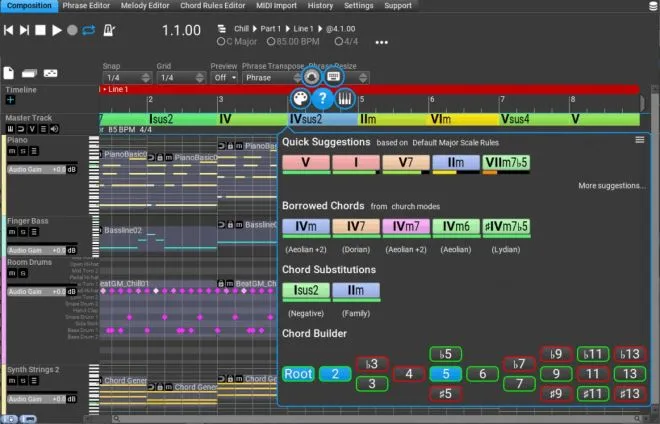 Composition Phrase Editor Melody Editor Chord Rules Editor MIDI Import History Settings Support
1.1.00
Chill Part 1 Line 1 @4.1.00
C Major 85.00 BPM 4/4
Snap Grid Preview Phrase Transpose Phrase Resize
1/4 1/4 Off Phrase
Timeline
Line 1
2 3 4 5 6 7 8
Master Track
Isus2 IV IVsus2 IIm VIm Vsus4 V
85 BPM 4/4
Piano
PianoBasic0 PianoBasic0
Audio Gain +0.0 dB
Quick Suggestions based on Default Major Scale Rules
V I V7 IIm VIIm7♭5
More suggestions...
Borrowed Chords from church modes
IVm IV7 IVm7 IVm6 ♯IVm7♭5
(Aeolian +2) (Dorian) (Aeolian +2) (Aeolian) (Lydian)
Finger Bass
Bassline02
Audio Gain +0.0 dB
Room Drums
BeatGM_Chill01 BeatGM_Chill0
Audio Gain +0.0 dB
Chord Substitutions
Isus2 IIm
(Negative) (Family)
Chord Builder
Synth Strings 2
Chord Gener Chord Gener Chord Gene
Audio Gain +0.0 dB
♭5 ♭9 ♭11 ♭13
♭3 ♭7
Root 2 4 5 6 9 11 13
3 7
♯5 ♯9 ♯11 ♯13